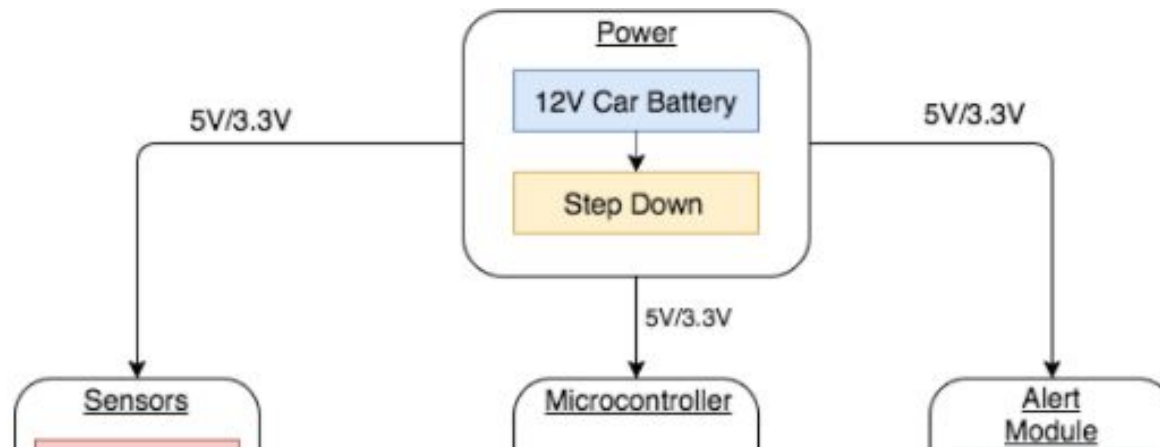 Power
12V Car Battery
5V/3.3V
5V/3.3V
Step Down
5V/3.3V
Sensors
Microcontroller
Alert
Module